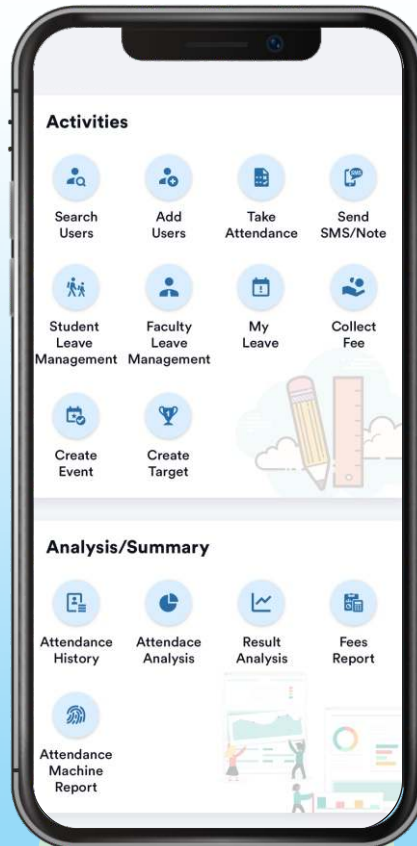 Activities
Search
Users
Add
Users
Take
Attendance
Send
SMS/Note
Student
Leave
Management
Faculty
Leave
Management
My
Leave
Collect
Fee
Create
Event
Create
Target
Analysis/Summary
Attendance
History
Attendace
Analysis
Result
Analysis
Fees
Report
Attendance
Machine
Report